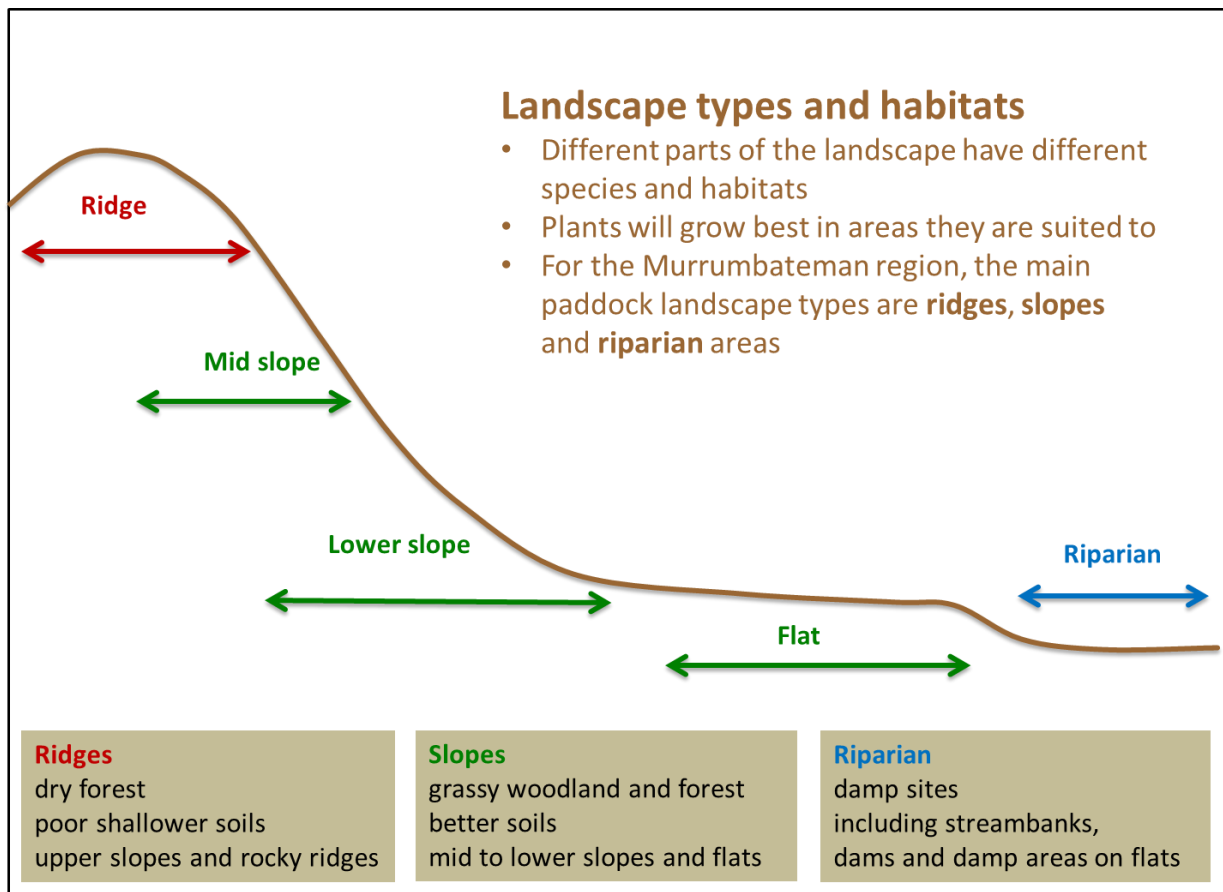 Landscape types and habitats
• Different parts of the landscape have different
species and habitats
• Plants will grow best in areas they are suited to
• For the Murrumbateman region, the main
paddock landscape types are ridges, slopes
and riparian areas
Ridge
Mid slope
Lower slope
Riparian
Flat
Ridges
dry forest
poor shallower soils
upper slopes and rocky ridges
Slopes
grassy woodland and forest
better soils
mid to lower slopes and flats
Riparian
damp sites
including streambanks,
dams and damp areas on flats